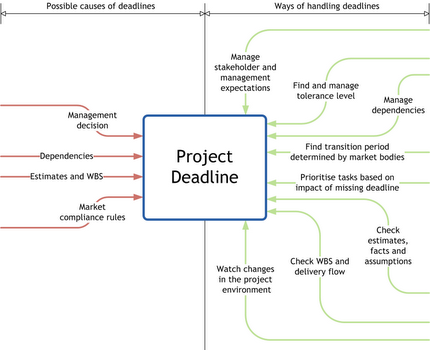 Possible causes of deadlines
Ways of handling deadlines
Manage
stakeholder and
management
expectations
Find and manage
tolerance level
Manage
dependencies
Management
decision
Find transition period
determined by market bodies
Dependencies
Project
Deadline
Estimates and WBS
Prioritise tasks based on
impact of missing deadline
Market
compliance rules
Check
estimates,
facts and
assumptions
Check WBS and
delivery flow
Watch changes
in the project
environment